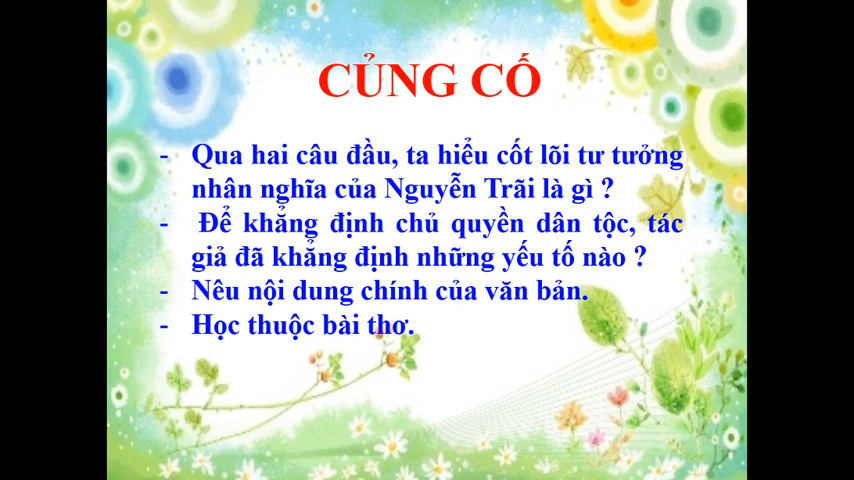 CỦNG CỐ
- Qua hai câu đầu, ta hiểu cốt lõi tư tưởng
nhân nghĩa của Nguyễn Trãi là gì ?
- Để khẳng định chủ quyền dân tộc, tác
giả đã khẳng định những yếu tố nào ?
- Nêu nội dung chính của văn bản.
- Học thuộc bài thơ.